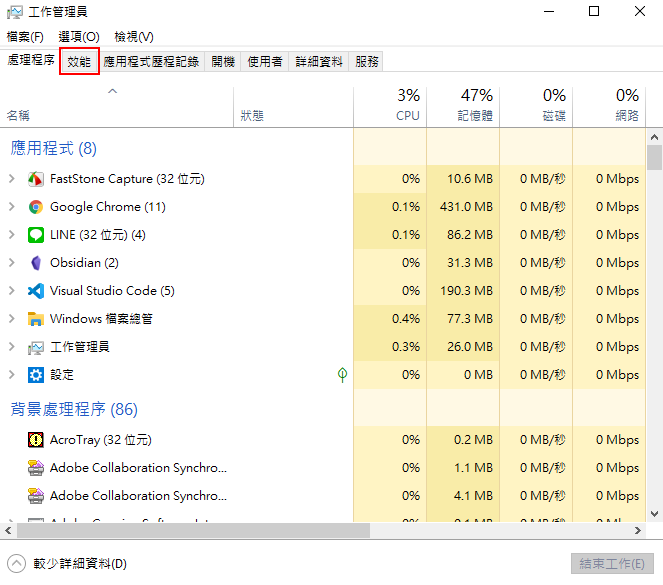 工作管理員
檔案(F) 選項(O) 檢視(V)
處理程序 效能 應用程式歷程記錄 開機 使用者 詳細資料 服務
3% 47% 0% 0%
名稱 狀態 CPU 記憶體 磁碟 網路
應用程式 (8)
FastStone Capture (32 位元) 0% 10.6 MB 0 MB/秒 0 Mbps
Google Chrome (11) 0.1% 431.0 MB 0 MB/秒 0 Mbps
LINE (32 位元) (4) 0.1% 86.2 MB 0 MB/秒 0 Mbps
Obsidian (2) 0% 31.3 MB 0 MB/秒 0 Mbps
Visual Studio Code (5) 0% 190.3 MB 0 MB/秒 0 Mbps
Windows 檔案總管 0.4% 77.3 MB 0 MB/秒 0 Mbps
工作管理員 0.3% 26.0 MB 0 MB/秒 0 Mbps
設定 0% 0 MB 0 MB/秒 0 Mbps
背景處理程序 (86)
AcroTray (32 位元) 0% 0.2 MB 0 MB/秒 0 Mbps
Adobe Collaboration Synchro... 0% 1.1 MB 0 MB/秒 0 Mbps
Adobe Collaboration Synchro... 0% 4.1 MB 0 MB/秒 0 Mbps
較少詳細資料(D) 結束工作(E)